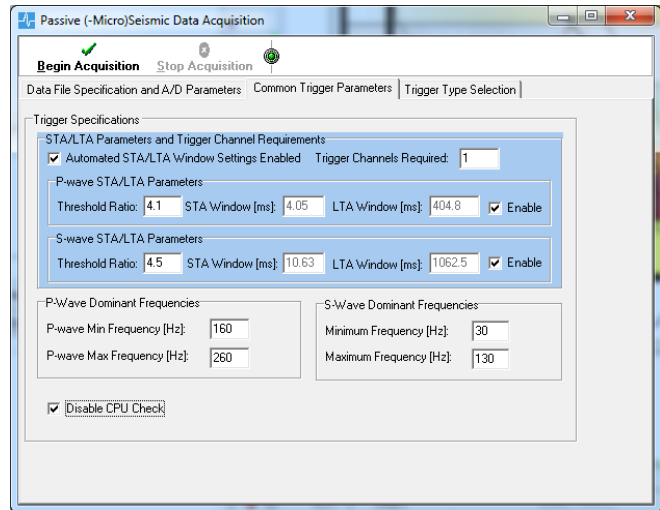 Passive (-Micro)Seismic Data Acquisition
Begin Acquisition Stop Acquisition
Data File Specification and A/D Parameters Common Trigger Parameters Trigger Type Selection
Trigger Specifications
STA/LTA Parameters and Trigger Channel Requirements
Automated STA/LTA Window Settings Enabled Trigger Channels Required: 1
P-wave STA/LTA Parameters
Threshold Ratio: 4.1 STA Window [ms]: 4.05 LTA Window [ms]: 404.8 Enable
S-wave STA/LTA Parameters
Threshold Ratio: 4.5 STA Window [ms]: 10.63 LTA Window [ms]: 1062.5 Enable
P-Wave Dominant Frequencies
P-wave Min Frequency [Hz]: 160
P-wave Max Frequency [Hz]: 260
S-Wave Dominant Frequencies
Minimum Frequency [Hz]: 30
Maximum Frequency [Hz]: 130
Disable CPU Check